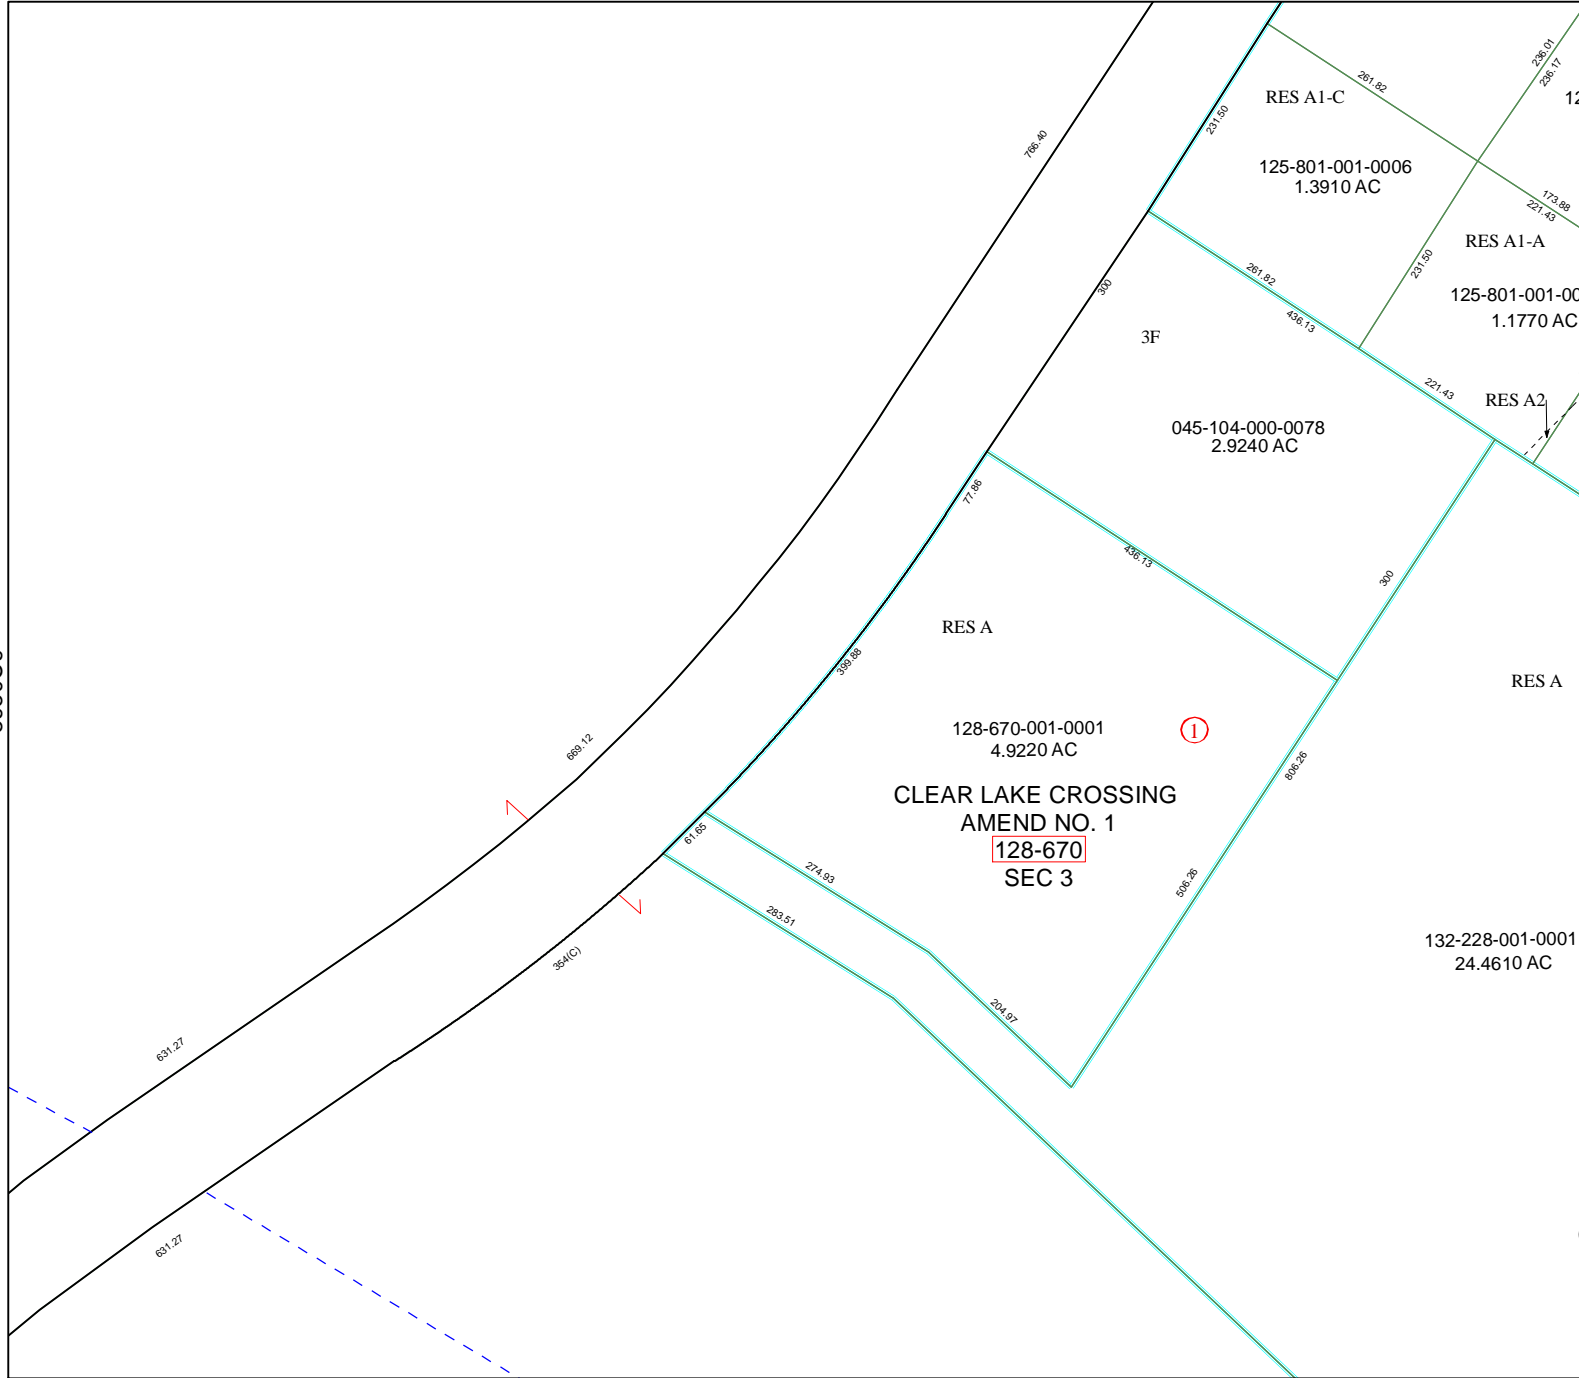 236.01
236.17
261.82
RES A1-C
231.50
766.40
125-801-001-0006
1.3910 AC
173.88
221.43
RES A1-A
231.50
261.82
300
125-801-001-00
1.1770 AC
436.13
3F
221.43
RES A2
045-104-000-0078
2.9240 AC
77.86
436.13
300
RES A
399.88
RES A
128-670-001-0001
4.9220 AC
1
669.12
806.26
CLEAR LAKE CROSSING
AMEND NO. 1
128-670
SEC 3
61.65
274.93
506.26
283.51
132-228-001-0001
24.4610 AC
354(C)
204.97
631.27
631.27